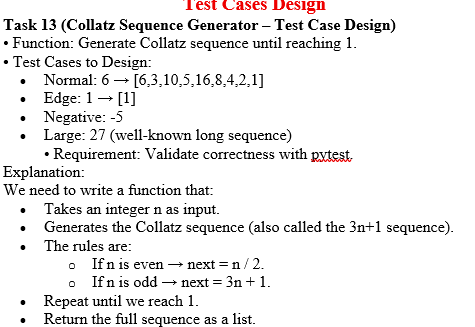 Test Cases Design
Task 13 (Collatz Sequence Generator – Test Case Design)
• Function: Generate Collatz sequence until reaching 1.
• Test Cases to Design:
• Normal: 6 → [6,3,10,5,16,8,4,2,1]
• Edge: 1 → [1]
• Negative: -5
• Large: 27 (well-known long sequence)
• Requirement: Validate correctness with pytest.
Explanation:
We need to write a function that:
• Takes an integer n as input.
• Generates the Collatz sequence (also called the 3n+1 sequence).
• The rules are:
o If n is even → next = n / 2.
o If n is odd → next = 3n + 1.
• Repeat until we reach 1.
• Return the full sequence as a list.